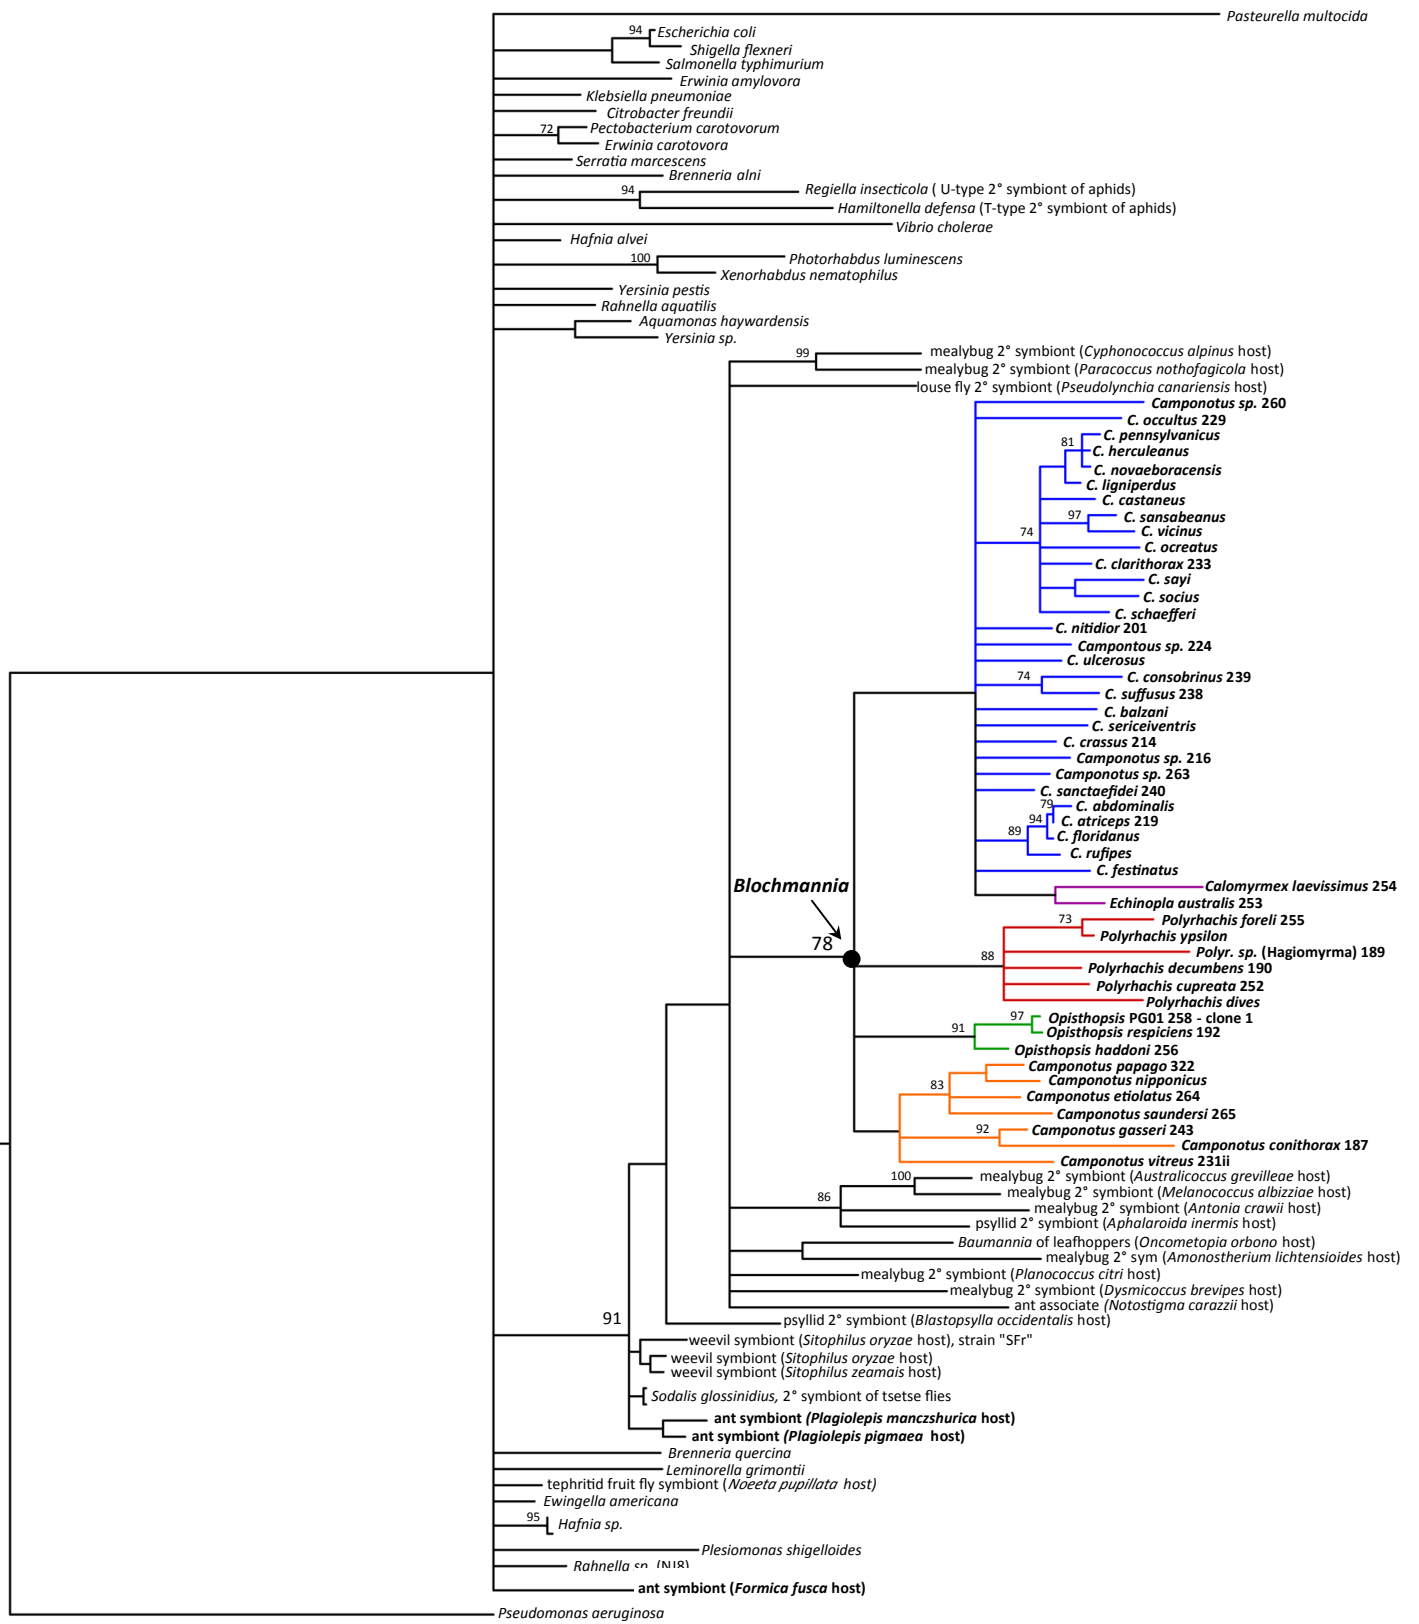 Pasteurella multocida
94 Escherichia coli
Shigella flexneri
Salmonella typhimurium
Erwinia amylovora
Klebsiella pneumoniae
Citrobacter freundii
72 Pectobacterium carotovorum
Erwinia carotovora
Serratia marcescens
Brenneria alni
94 Regiella insecticola ( U-type 2° symbiont of aphids)
Hamiltonella defensa (T-type 2° symbiont of aphids)
Vibrio cholerae
Hafnia alvei
100 Photorhabdus luminescens
Xenorhabdus nematophilus
Yersinia pestis
Rahnella aquatilis
Aquamonas haywardensis
Yersinia sp.
99 mealybug 2° symbiont (Cyphonococcus alpinus host)
mealybug 2° symbiont (Paracoccus nothofagicola host)
louse fly 2° symbiont (Pseudolynchia canariensis host)
Camponotus sp. 260
C. occultus 229
C. pennsylvanicus
81 C. herculeanus
C. novaeboracensis
C. ligniperdus
C. castaneus
97 C. sansabeanus
C. vicinus
74 C. ocreatus
C. clarithorax 233
C. sayi
C. socius
C. schaefferi
C. nitidior 201
Campontous sp. 224
C. ulcerosus
74 C. consobrinus 239
C. suffusus 238
C. balzani
C. sericeiventris
C. crassus 214
Camponotus sp. 216
Camponotus sp. 263
C. sanctaefidei 240
79 C. abdominalis
94 C. atriceps 219
89 C. floridanus
C. rufipes
C. festinatus
Blochmannia
Calomyrmex laevissimus 254
Echinopla australis 253
73 Polyrhachis foreli 255
Polyrhachis ypsilon
78
88 Polyr. sp. (Hagiomyrma) 189
Polyrhachis decumbens 190
Polyrhachis cupreata 252
Polyrhachis dives
97 Opisthopsis PG01 258 - clone 1
91 Opisthopsis respiciens 192
Opisthopsis haddoni 256
Camponotus papago 322
83 Camponotus nipponicus
Camponotus etiolatus 264
Camponotus saundersi 265
92 Camponotus gasseri 243
Camponotus conithorax 187
Camponotus vitreus 231ii
100 mealybug 2° symbiont (Australicoccus grevilleae host)
86 mealybug 2° symbiont (Melanococcus albizziae host)
mealybug 2° symbiont (Antonia crawii host)
psyllid 2° symbiont (Aphalaroida inermis host)
Baumannia of leafhoppers (Oncometopia orbono host)
mealybug 2° sym (Amonostherium lichtensioides host)
mealybug 2° symbiont (Planococcus citri host)
mealybug 2° symbiont (Dysmicoccus brevipes host)
ant associate (Notostigma carazzii host)
91 psyllid 2° symbiont (Blastopsylla occidentalis host)
weevil symbiont (Sitophilus oryzae host), strain "SFr"
weevil symbiont (Sitophilus oryzae host)
weevil symbiont (Sitophilus zeamais host)
Sodalis glossinidius, 2° symbiont of tsetse flies
ant symbiont (Plagiolepis manczshurica host)
ant symbiont (Plagiolepis pigmaea host)
Brenneria quercina
Leminorella grimontii
tephritid fruit fly symbiont (Noeeta pupillata host)
Ewingella americana
95 Hafnia sp.
Plesiomonas shigelloides
Rahnella sp. (NJ8)
ant symbiont (Formica fusca host)
Pseudomonas aeruginosa